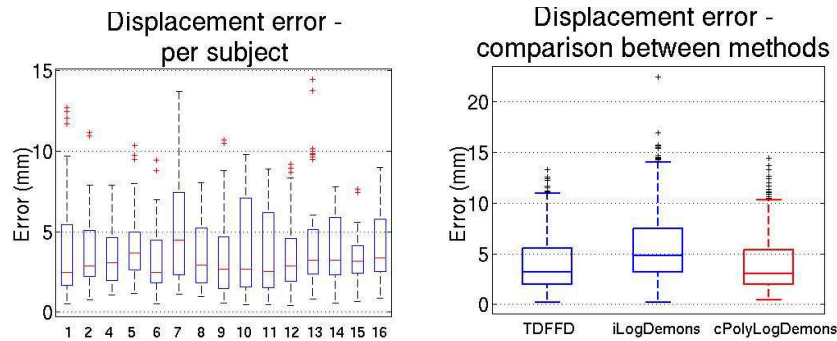 Displacement error -
per subject
Error (mm)
15
10
5
0
1 2 4 5 6 7 8 9 10 11 12 13 14 15 16
Displacement error -
comparison between methods
Error (mm)
20
15
10
5
0
TDFFD iLogDemons cPolyLogDemons